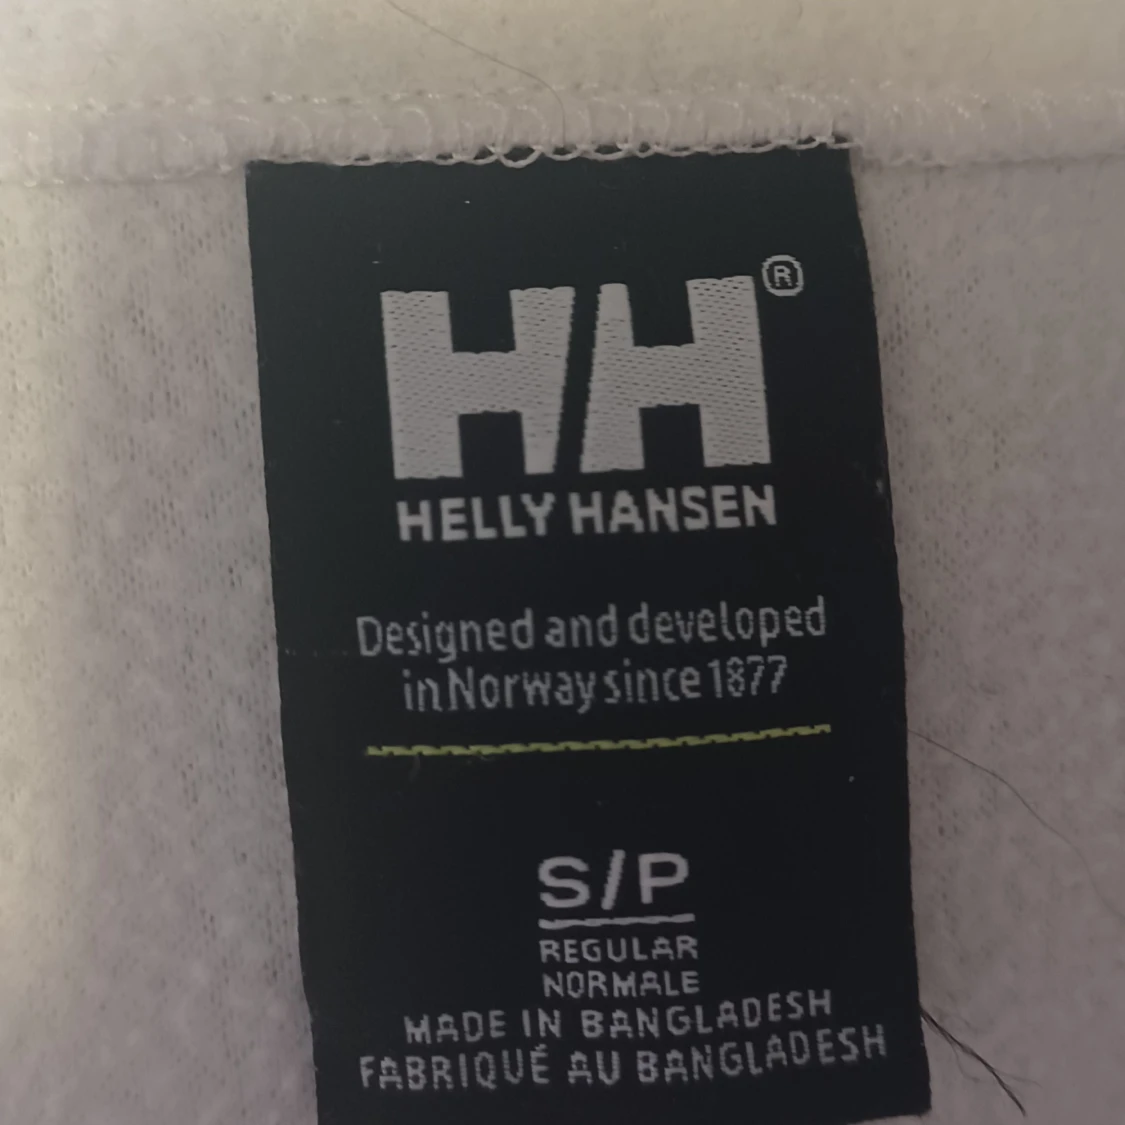 HH®
HELLY HANSEN
Designed and developed
in Norway since 1877
S/P
REGULAR
NORMALE
MADE IN BANGLADESH
FABRIQUÉ AU BANGLADESH